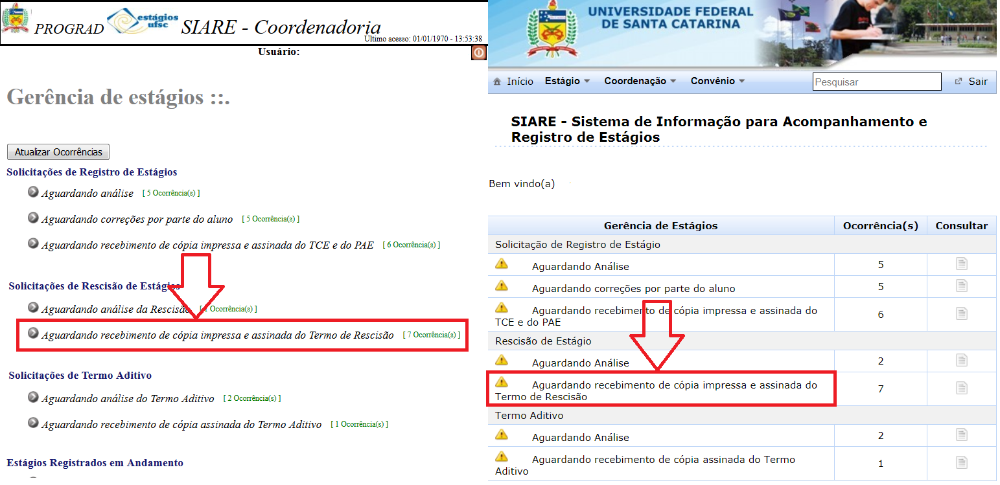 PROGRAD estágios ufsc SIARE - Coordenadoria
Último acesso: 01/01/1970 - 13:53:38
Usuário:
Gerência de estágios ::.
Atualizar Ocorrências
Solicitações de Registro de Estágios
Aguardando análise [ 5 Ocorrência(s) ]
Aguardando correções por parte do aluno [ 5 Ocorrência(s) ]
Aguardando recebimento de cópia impressa e assinada do TCE e do PAE [ 6 Ocorrência(s) ]
Solicitações de Rescisão de Estágios
Aguardando análise da Rescisão [ Ocorrência(s) ]
Aguardando recebimento de cópia impressa e assinada do Termo de Rescisão [ 7 Ocorrência(s) ]
Solicitações de Termo Aditivo
Aguardando análise do Termo Aditivo [ 2 Ocorrência(s) ]
Aguardando recebimento de cópia assinada do Termo Aditivo [ 1 Ocorrência(s) ]
Estágios Registrados em Andamento
UNIVERSIDADE FEDERAL
DE SANTA CATARINA
Início Estágio Coordenação Convênio Pesquisar Sair
SIARE - Sistema de Informação para Acompanhamento e
Registro de Estágios
Bem vindo(a)
Gerência de Estágios Ocorrência(s) Consultar
Solicitação de Registro de Estágio
Aguardando Análise 5
Aguardando correções por parte do aluno 5
Aguardando recebimento de cópia impressa e assinada do
TCE e do PAE 6
Rescisão de Estágio
Aguardando Análise 2
Aguardando recebimento de cópia impressa e assinada do
Termo de Rescisão 7
Termo Aditivo
Aguardando Análise 2
Aguardando recebimento de cópia assinada do Termo
Aditivo 1